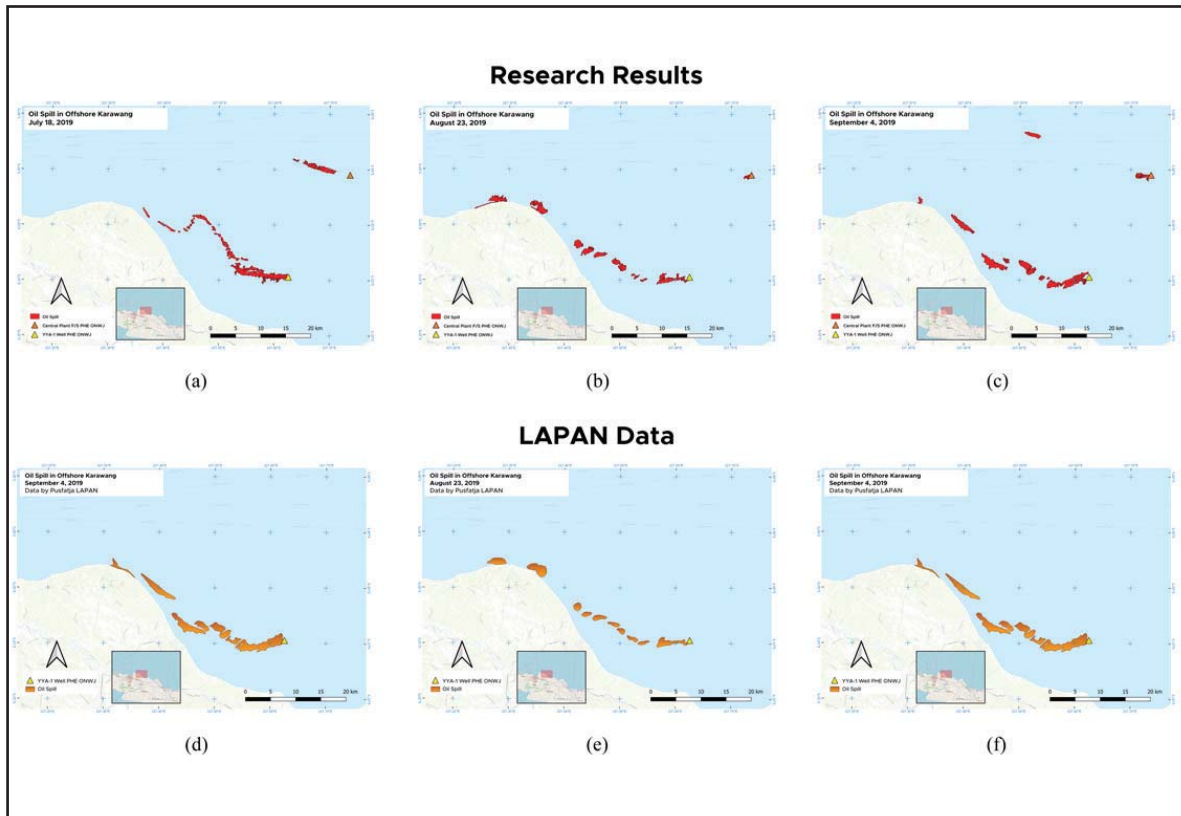 Research Results
Oil Spill in Offshore Karawang
July 18, 2019
Oil Spill
Central Plant F/S PHE ONWJ
YYA-1 Well PHE ONWJ
0 5 10 15 20 km
(a)
Oil Spill in Offshore Karawang
August 23, 2019
Oil Spill
Central Plant F/S PHE ONWJ
YYA-1 Well PHE ONWJ
0 5 10 15 20 km
(b)
Oil Spill in Offshore Karawang
September 4, 2019
Oil Spill
Central Plant F/S PHE ONWJ
YYA-1 Well PHE ONWJ
0 5 10 15 20 km
(c)
LAPAN Data
Oil Spill in Offshore Karawang
September 4, 2019
Data by Pusfatja LAPAN
YYA-1 Well PHE ONWJ
Oil Spill
0 5 10 15 20 km
(d)
Oil Spill in Offshore Karawang
August 23, 2019
Data by Pusfatja LAPAN
YYA-1 Well PHE ONWJ
Oil Spill
0 5 10 15 20 km
(e)
Oil Spill in Offshore Karawang
September 4, 2019
Data by Pusfatja LAPAN
YYA-1 Well PHE ONWJ
Oil Spill
0 5 10 15 20 km
(f)